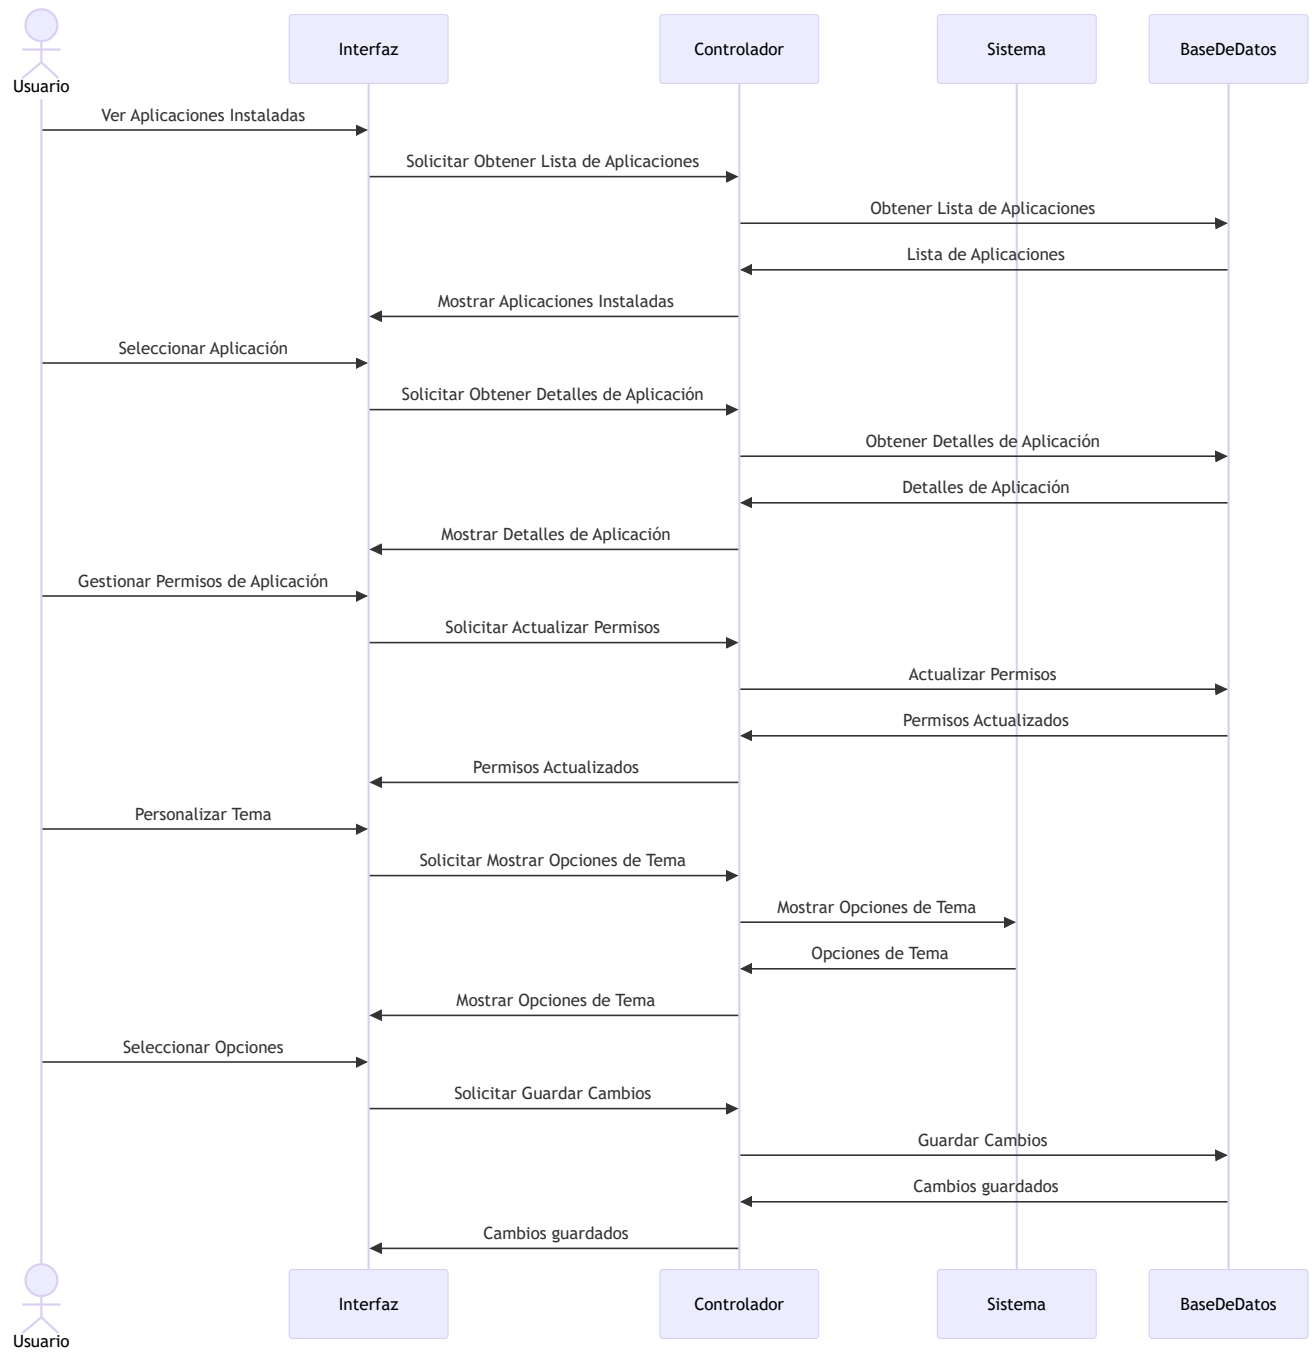 Usuario
Interfaz
Controlador
Sistema
BaseDeDatos
Ver Aplicaciones Instaladas
Solicitar Obtener Lista de Aplicaciones
Obtener Lista de Aplicaciones
Lista de Aplicaciones
Mostrar Aplicaciones Instaladas
Seleccionar Aplicación
Solicitar Obtener Detalles de Aplicación
Obtener Detalles de Aplicación
Detalles de Aplicación
Mostrar Detalles de Aplicación
Gestionar Permisos de Aplicación
Solicitar Actualizar Permisos
Actualizar Permisos
Permisos Actualizados
Permisos Actualizados
Personalizar Tema
Solicitar Mostrar Opciones de Tema
Mostrar Opciones de Tema
Opciones de Tema
Mostrar Opciones de Tema
Seleccionar Opciones
Solicitar Guardar Cambios
Guardar Cambios
Cambios guardados
Cambios guardados
Usuario
Interfaz
Controlador
Sistema
BaseDeDatos